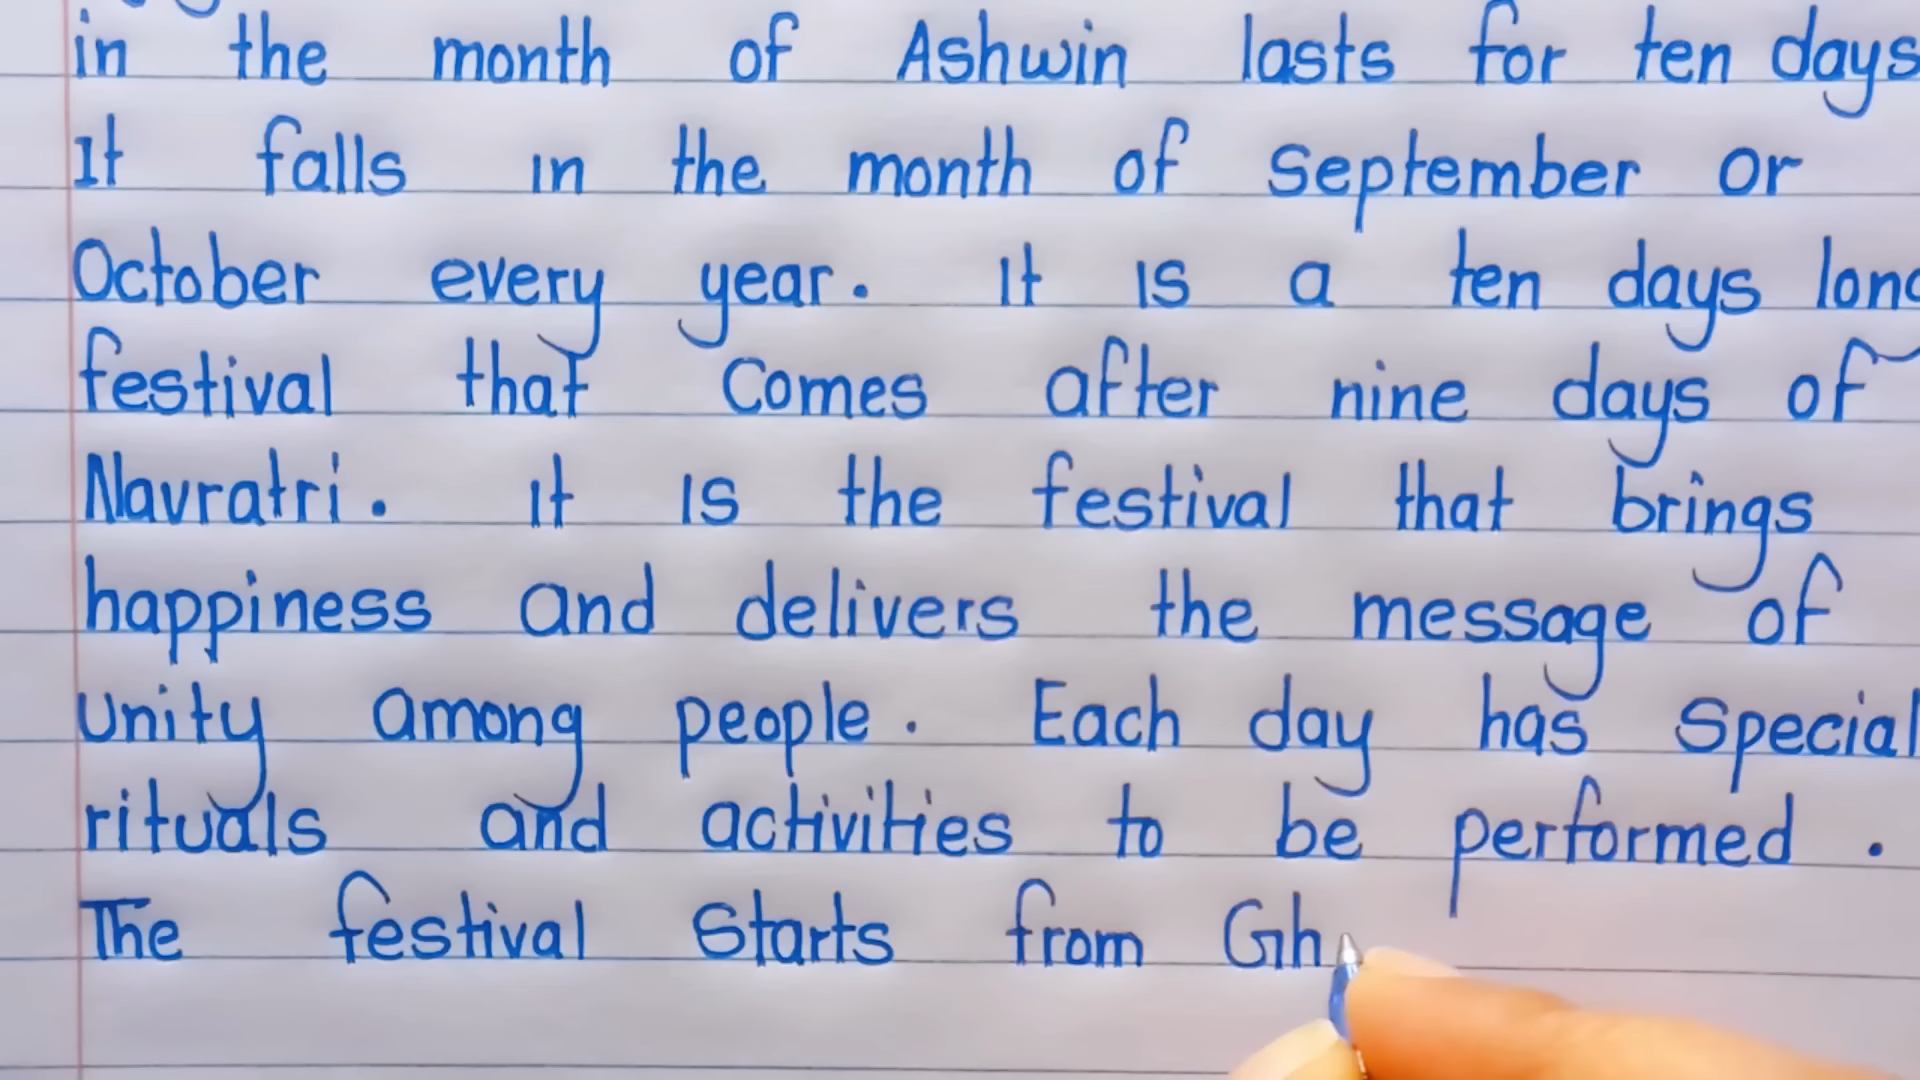 in the month of Ashwin lasts for ten days
It falls in the month of September or
October every year. It is a ten days long
festival that Comes after nine days of
Navratri. It is the festival that brings
happiness and delivers the message of
Unity among people. Each day has Special
rituals and activities to be performed.
The festival Starts from Gh